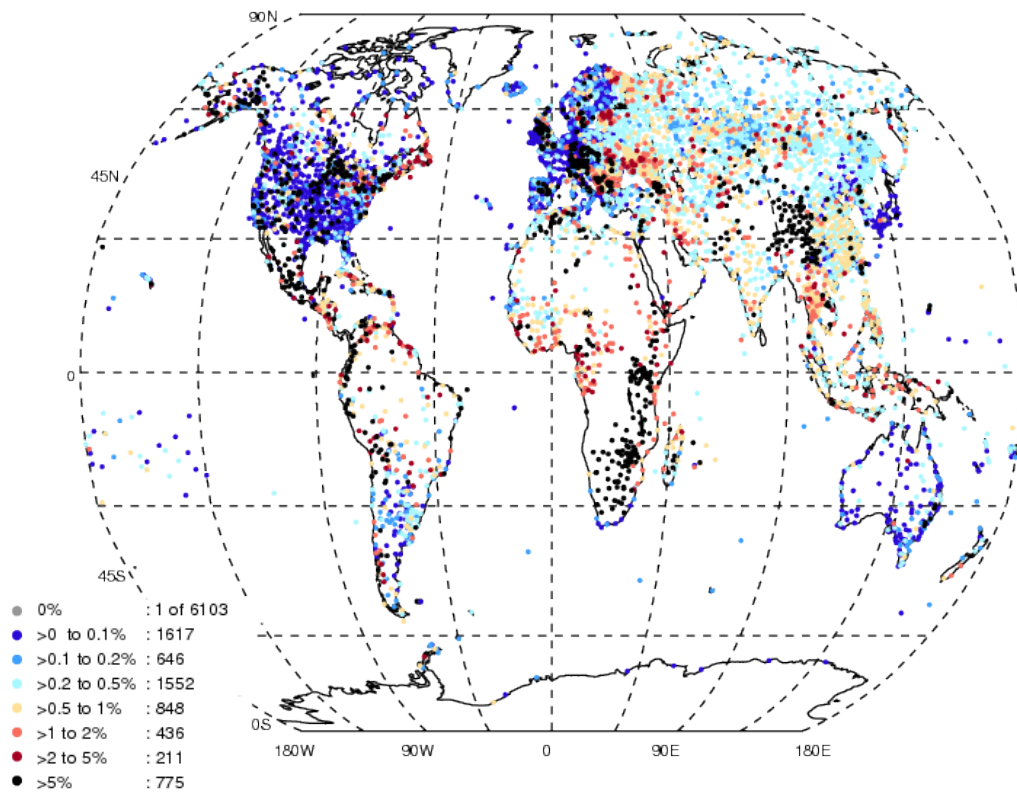 90N
45N
0
45S
0S
180W 90W 0 90E 180E
0% : 1 of 6103
>0 to 0.1% : 1617
>0.1 to 0.2% : 646
>0.2 to 0.5% : 1552
>0.5 to 1% : 848
>1 to 2% : 436
>2 to 5% : 211
>5% : 775